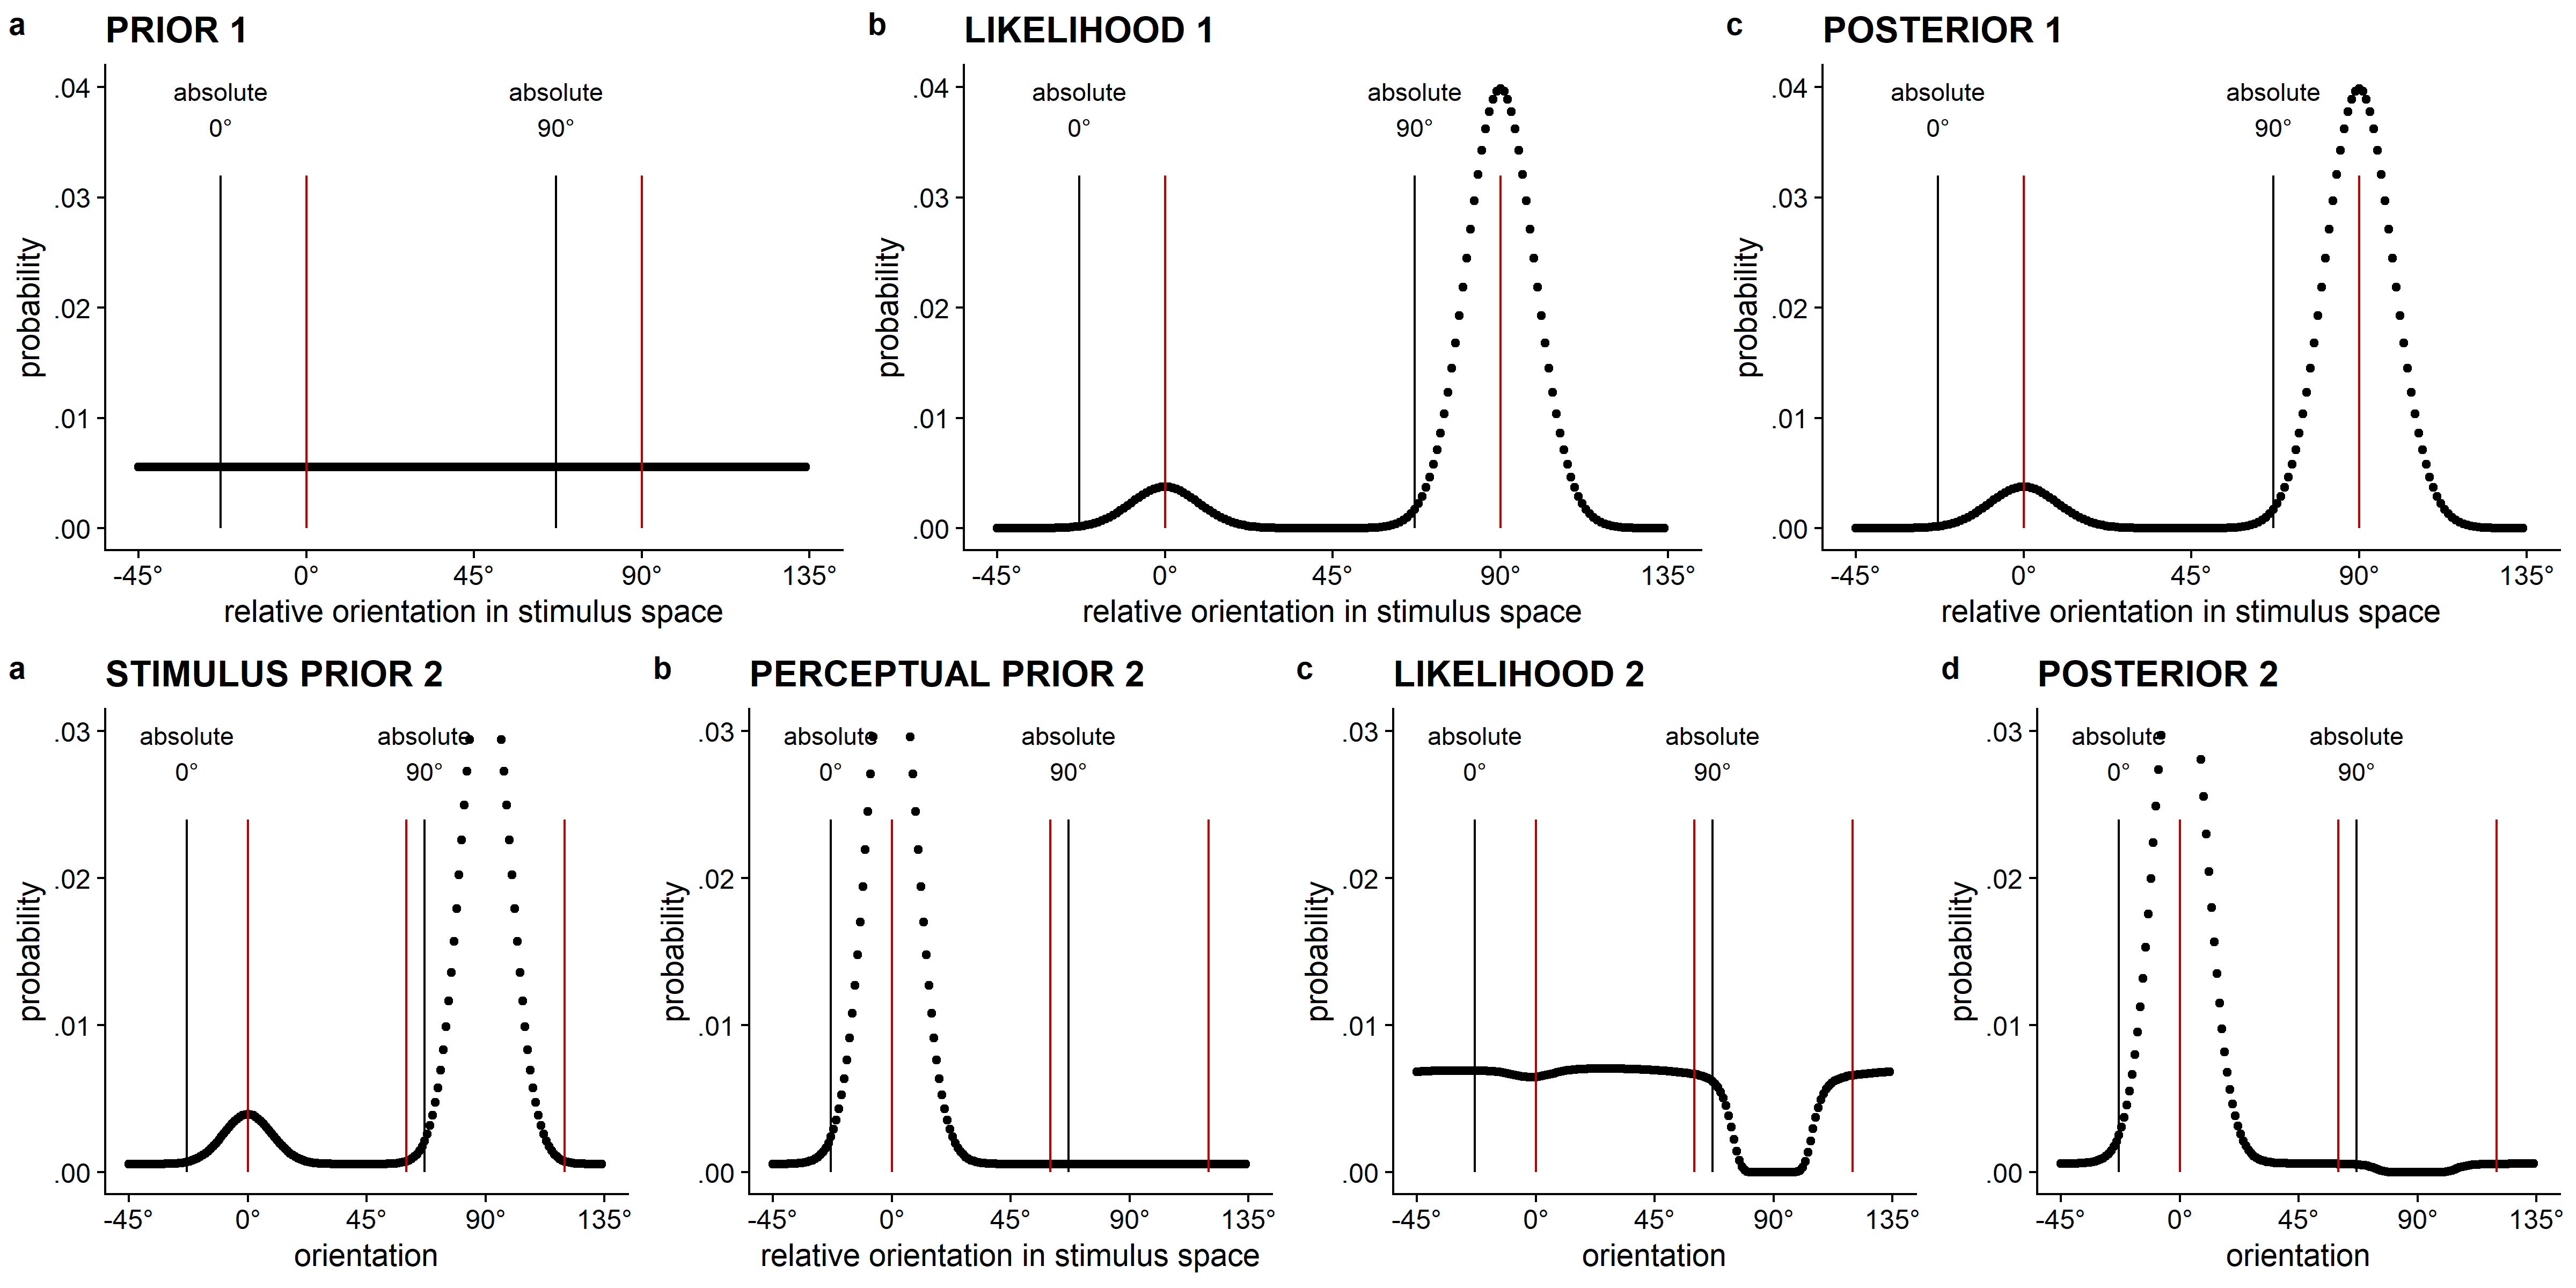 a PRIOR 1
absolute absolute
0° 90°
.04
.03
.02
.01
.00
probability
-45° 0° 45° 90° 135°
relative orientation in stimulus space
b LIKELIHOOD 1
absolute absolute
0° 90°
.04
.03
.02
.01
.00
probability
-45° 0° 45° 90° 135°
relative orientation in stimulus space
c POSTERIOR 1
absolute absolute
0° 90°
.04
.03
.02
.01
.00
probability
-45° 0° 45° 90° 135°
relative orientation in stimulus space
a STIMULUS PRIOR 2
absolute absolute
0° 90°
.03
.02
.01
.00
probability
-45° 0° 45° 90° 135°
orientation
b PERCEPTUAL PRIOR 2
absolute absolute
0° 90°
.03
.02
.01
.00
probability
-45° 0° 45° 90° 135°
relative orientation in stimulus space
c LIKELIHOOD 2
absolute absolute
0° 90°
.03
.02
.01
.00
probability
-45° 0° 45° 90° 135°
orientation
d POSTERIOR 2
absolute absolute
0° 90°
.03
.02
.01
.00
probability
-45° 0° 45° 90° 135°
orientation